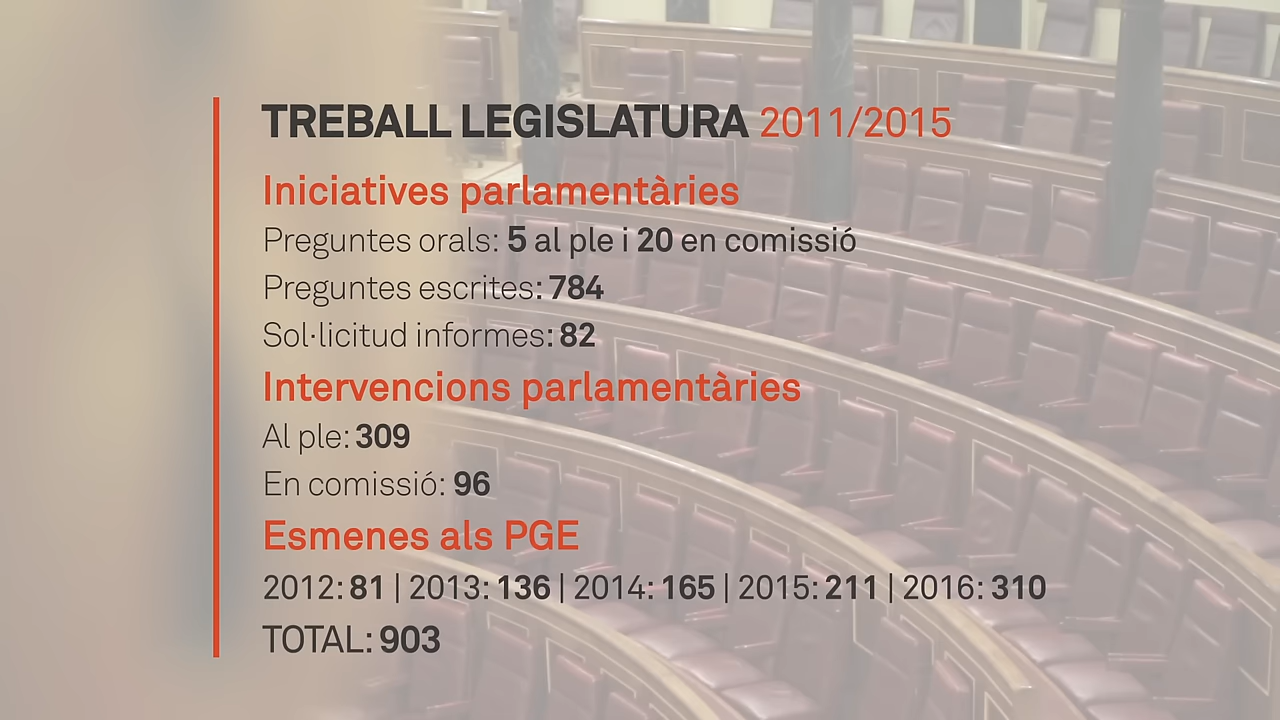 TREBALL LEGISLATURA 2011/2015
Iniciatives parlamentàries
Preguntes orals: 5 al ple i 20 en comissió
Preguntes escrites: 784
Sol·licitud informes: 82
Intervencions parlamentàries
Al ple: 309
En comissió: 96
Esmenes als PGE
2012: 81 | 2013: 136 | 2014: 165 | 2015: 211 | 2016: 310
TOTAL: 903